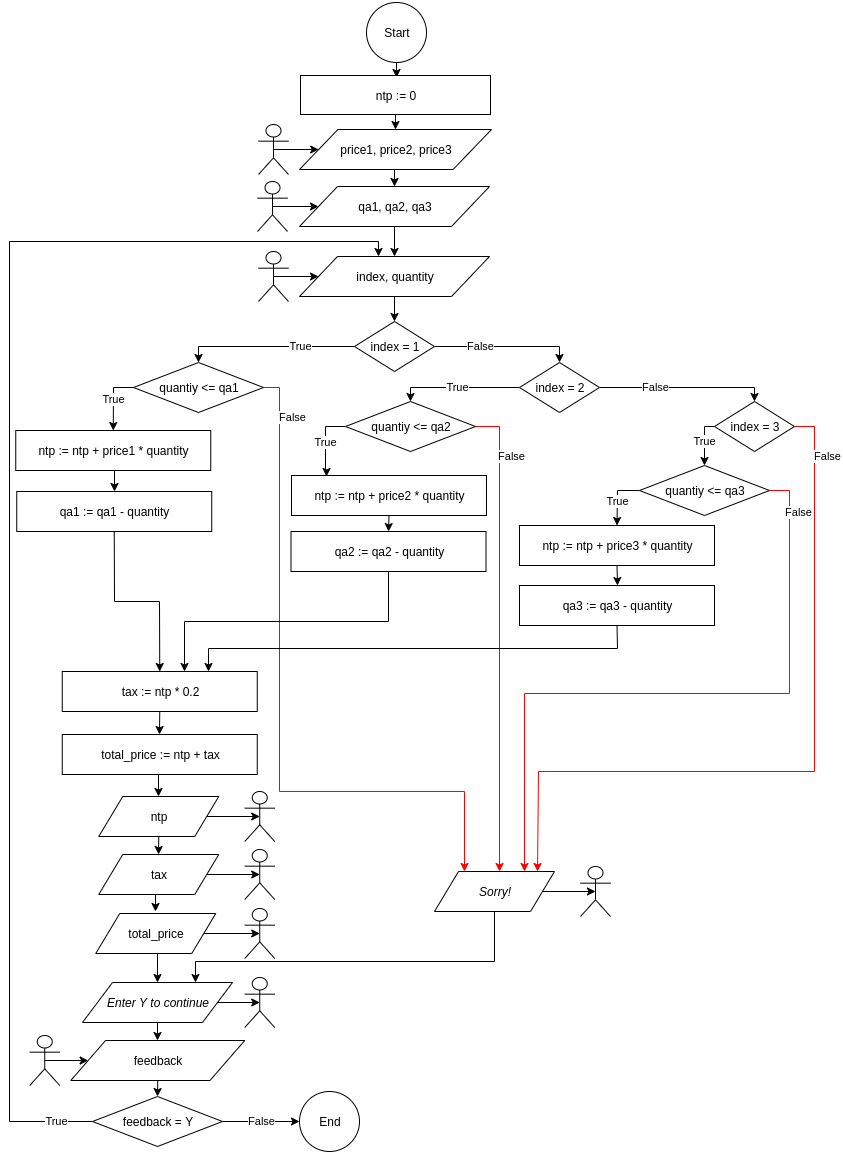 Start
ntp := 0
price1, price2, price3
qa1, qa2, qa3
index, quantity
index = 1
True
False
quantiy <= qa1
True
False
index = 2
True
False
quantiy <= qa2
True
False
index = 3
True
False
quantiy <= qa3
True
False
ntp := ntp + price1 * quantity
qa1 := qa1 - quantity
ntp := ntp + price2 * quantity
qa2 := qa2 - quantity
ntp := ntp + price3 * quantity
qa3 := qa3 - quantity
tax := ntp * 0.2
total_price := ntp + tax
ntp
tax
Sorry!
total_price
Enter Y to continue
feedback
feedback = Y
True
False
End